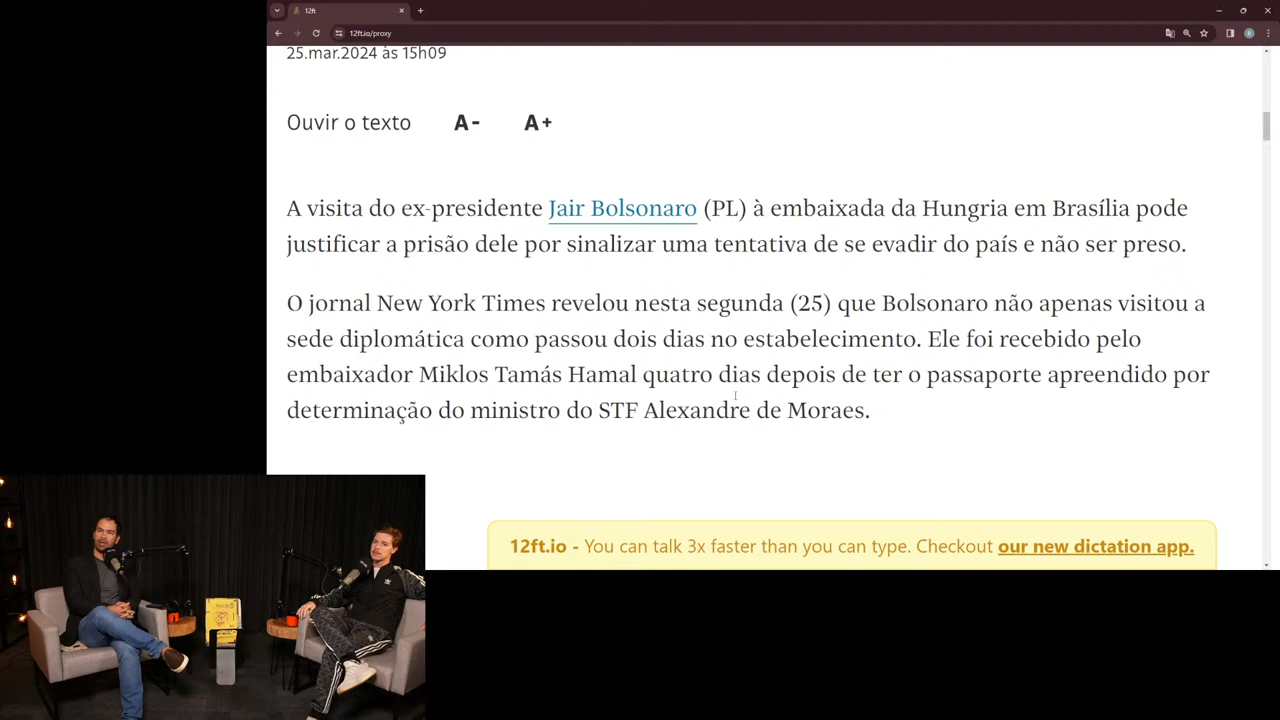 12ft
12ft.io/proxy
25.mar.2024 às 15h09
Ouvir o texto A- A+
A visita do ex-presidente Jair Bolsonaro (PL) à embaixada da Hungria em Brasília pode
justificar a prisão dele por sinalizar uma tentativa de se evadir do país e não ser preso.
O jornal New York Times revelou nesta segunda (25) que Bolsonaro não apenas visitou a
sede diplomática como passou dois dias no estabelecimento. Ele foi recebido pelo
embaixador Miklos Tamás Hamal quatro dias depois de ter o passaporte apreendido por
determinação do ministro do STF Alexandre de Moraes.
12ft.io - You can talk 3x faster than you can type. Checkout our new dictation app.